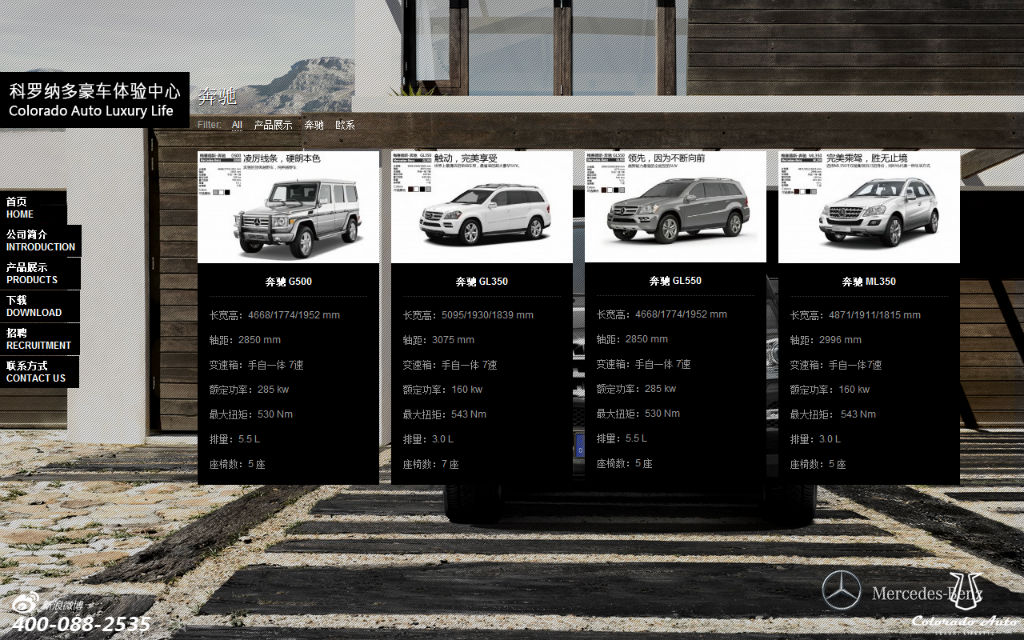 科罗纳多豪车体验中心
Colorado Auto Luxury Life
奔驰
Filter: All 产品展示 奔驰 欧系
首页
HOME
公司简介
INTRODUCTION
产品展示
PRODUCTS
下载
DOWNLOAD
招聘
RECRUITMENT
联系方式
CONTACT US
凌厉线条，硬朗本色
奔驰 G500
长宽高：4668/1774/1952 mm
轴距：2850 mm
变速箱：手自一体 7速
额定功率：285 kw
最大扭矩：530 Nm
排量：5.5 L
座椅数：5 座
触动，完美享受
奔驰 GL350
长宽高：5095/1930/1839 mm
轴距：3075 mm
变速箱：手自一体 7速
额定功率：160 kw
最大扭矩：543 Nm
排量：3.0 L
座椅数：7 座
领先，因为不断向前
奔驰 GL550
长宽高：4668/1774/1952 mm
轴距：2850 mm
变速箱：手自一体 7速
额定功率：285 kw
最大扭矩：530 Nm
排量：5.5 L
座椅数：5 座
完美乘驾，胜无止境
奔驰 ML350
长宽高：4871/1911/1815 mm
轴距：2996 mm
变速箱：手自一体 7速
额定功率：160 kw
最大扭矩：543 Nm
排量：3.0 L
座椅数：5 座
新浪微博
400-088-2535
Mercedes-Benz
Colorado Auto